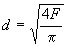 d = √(4F/π)